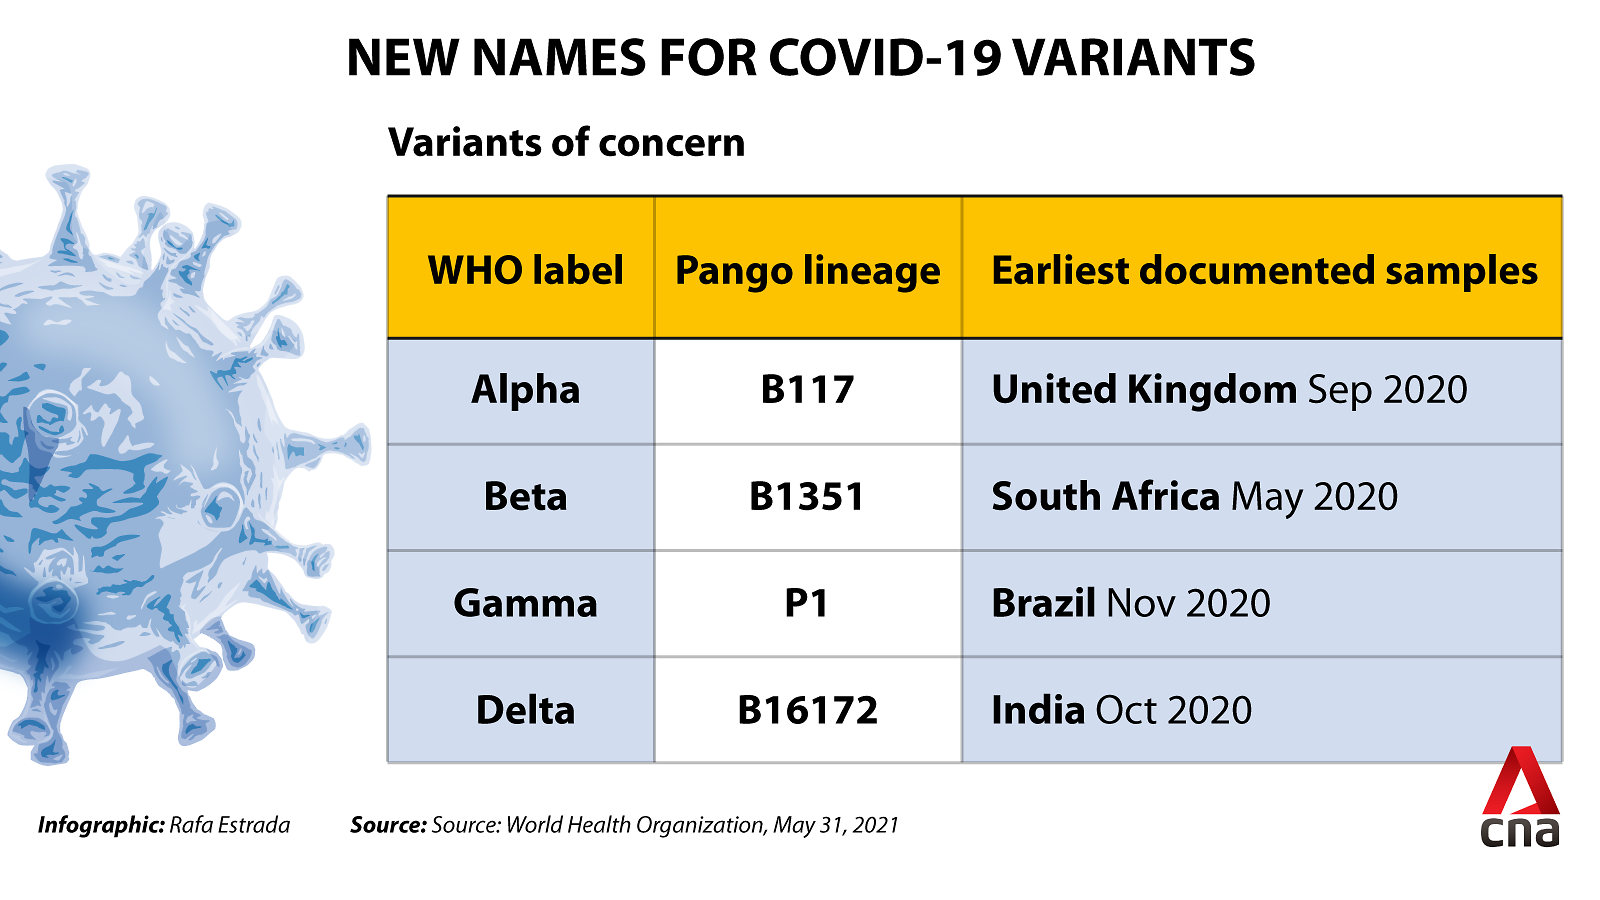 NEW NAMES FOR COVID-19 VARIANTS
Variants of concern
WHO label Pango lineage Earliest documented samples
Alpha B117 United Kingdom Sep 2020
Beta B1351 South Africa May 2020
Gamma P1 Brazil Nov 2020
Delta B16172 India Oct 2020
Infographic: Rafa Estrada Source: Source: World Health Organization, May 31, 2021
cna